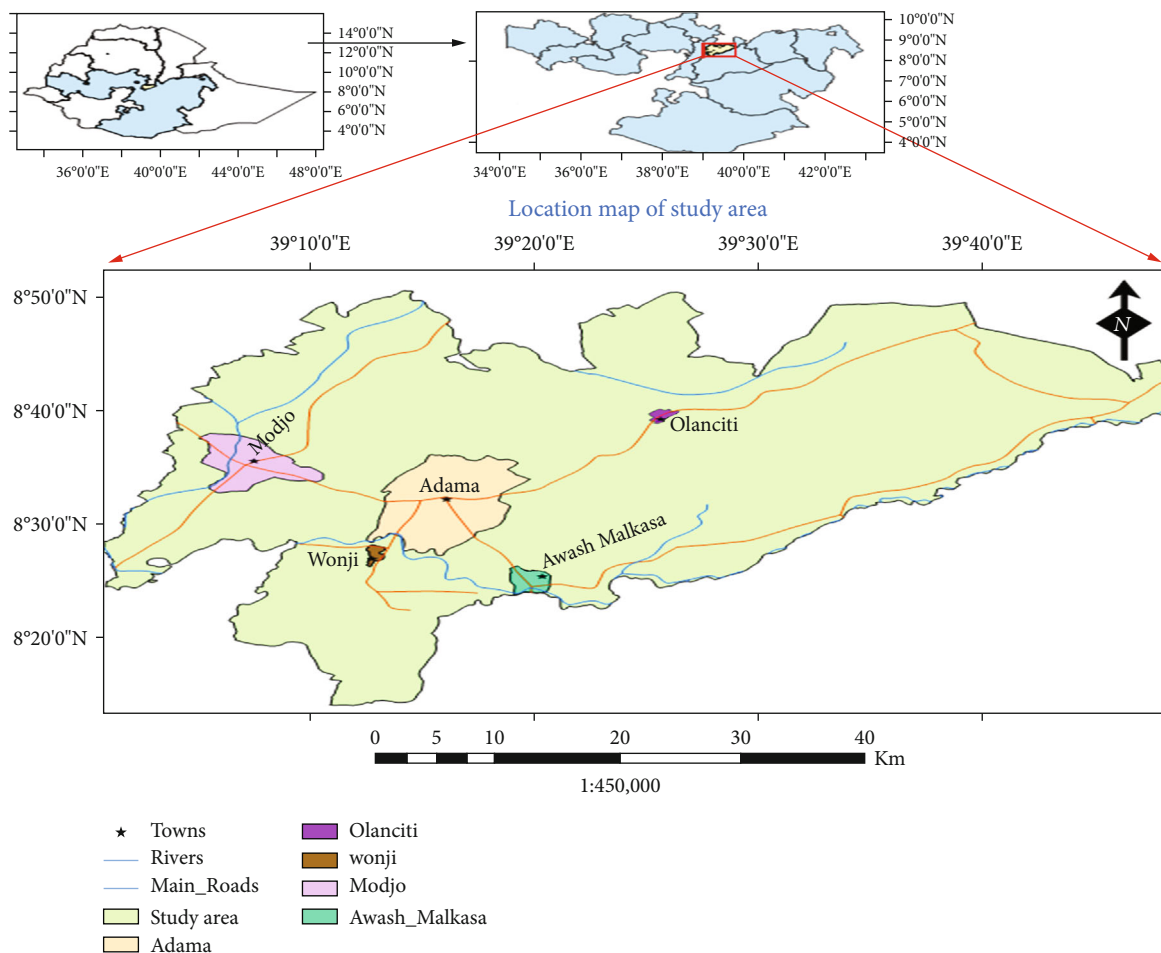 14°0'0"N
12°0'0"N
10°0'0"N
8°0'0"N
6°0'0"N
4°0'0"N
36°0'0"E 40°0'0"E 44°0'0"E 48°0'0"E
10°0'0"N
9°0'0"N
8°0'0"N
7°0'0"N
6°0'0"N
5°0'0"N
4°0'0"N
34°0'0"E 36°0'0"E 38°0'0"E 40°0'0"E 42°0'0"E
Location map of study area
39°10'0"E 39°20'0"E 39°30'0"E 39°40'0"E
8°50'0"N
8°40'0"N
8°30'0"N
8°20'0"N
N
Modjo
Olanciti
Adama
Wonji
Awash Malkasa
0 5 10 20 30 40
Km
1:450,000
Towns
Rivers
Main_Roads
Study area
Adama
Olanciti
wonji
Modjo
Awash_Malkasa